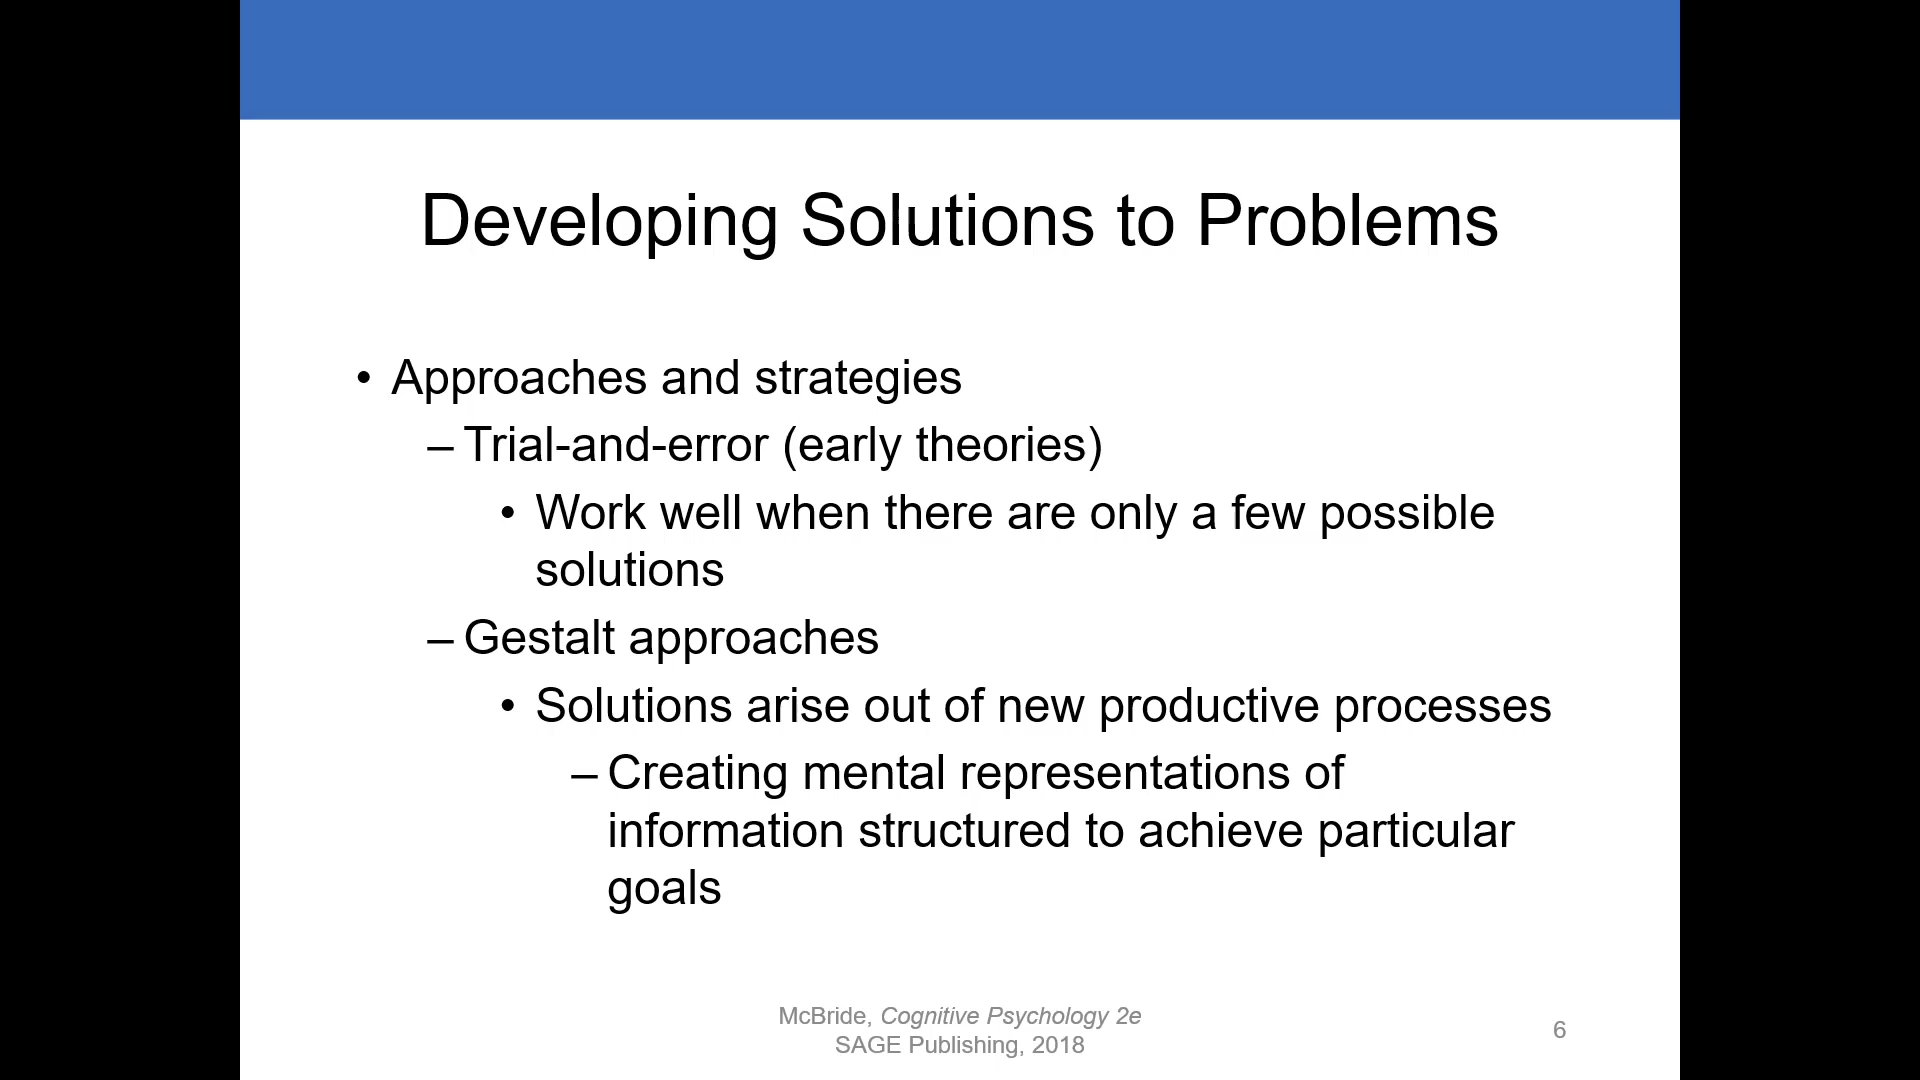 Developing Solutions to Problems
• Approaches and strategies
– Trial-and-error (early theories)
• Work well when there are only a few possible
solutions
– Gestalt approaches
• Solutions arise out of new productive processes
– Creating mental representations of
information structured to achieve particular
goals
McBride, Cognitive Psychology 2e
SAGE Publishing, 2018
6